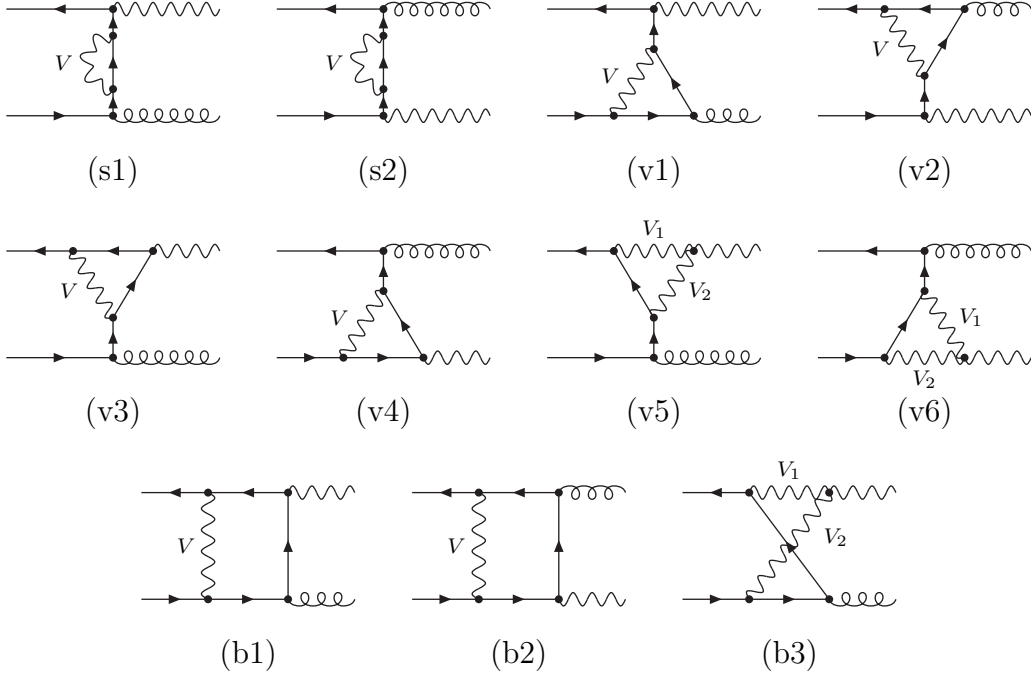 V V V V
(s1) (s2) (v1) (v2)
V V V₁ V₂ V₁ V₂
(v3) (v4) (v5) (v6)
V V V₁ V₂
(b1) (b2) (b3)